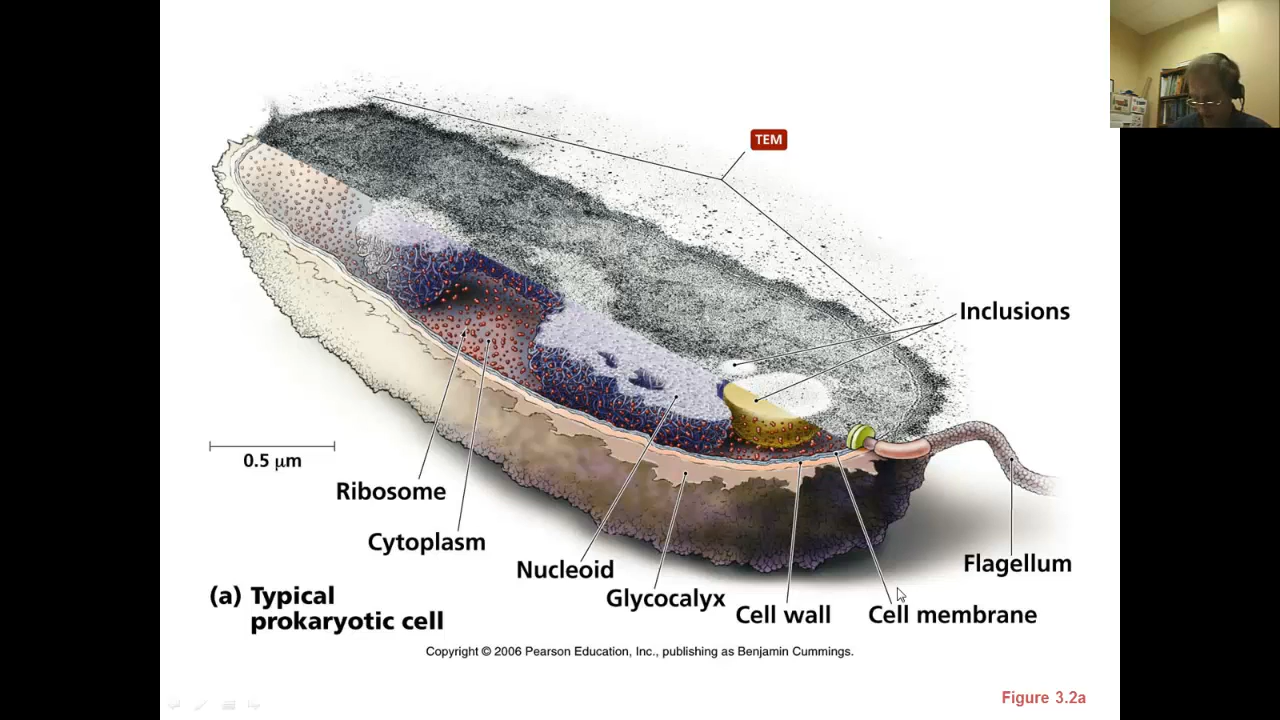 TEM
Inclusions
0.5 μm
Ribosome
Cytoplasm
Nucleoid
Glycocalyx
Cell wall
Cell membrane
Flagellum
(a) Typical
prokaryotic cell
Copyright © 2006 Pearson Education, Inc., publishing as Benjamin Cummings.
Figure 3.2a